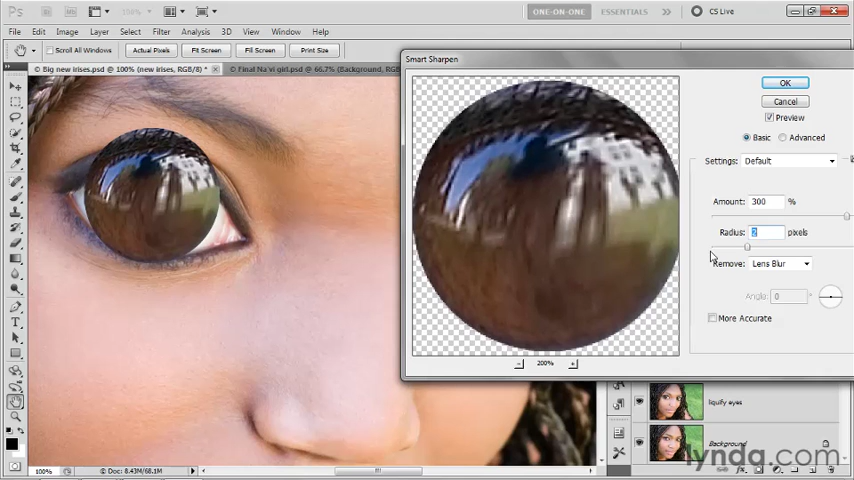 Ps
ONE-ON-ONE
ESSENTIALS
CS Live
File Edit Image Layer Select Filter Analysis 3D View Window Help
Scroll All Windows
Actual Pixels
Fit Screen
Fill Screen
Print Size
Big new irises.psd @ 100% (new irises, RGB/8) *
Final Na'vi girl.psd @ 66.7% (Background, RGB/8
Smart Sharpen
OK
Cancel
Preview
Basic
Advanced
Settings: Default
Amount: 300 %
Radius: 2 pixels
Remove: Lens Blur
Angle: 0 °
More Accurate
200%
liquify eyes
Background
100%
Doc: 8.43M/68.1M
lynda.com